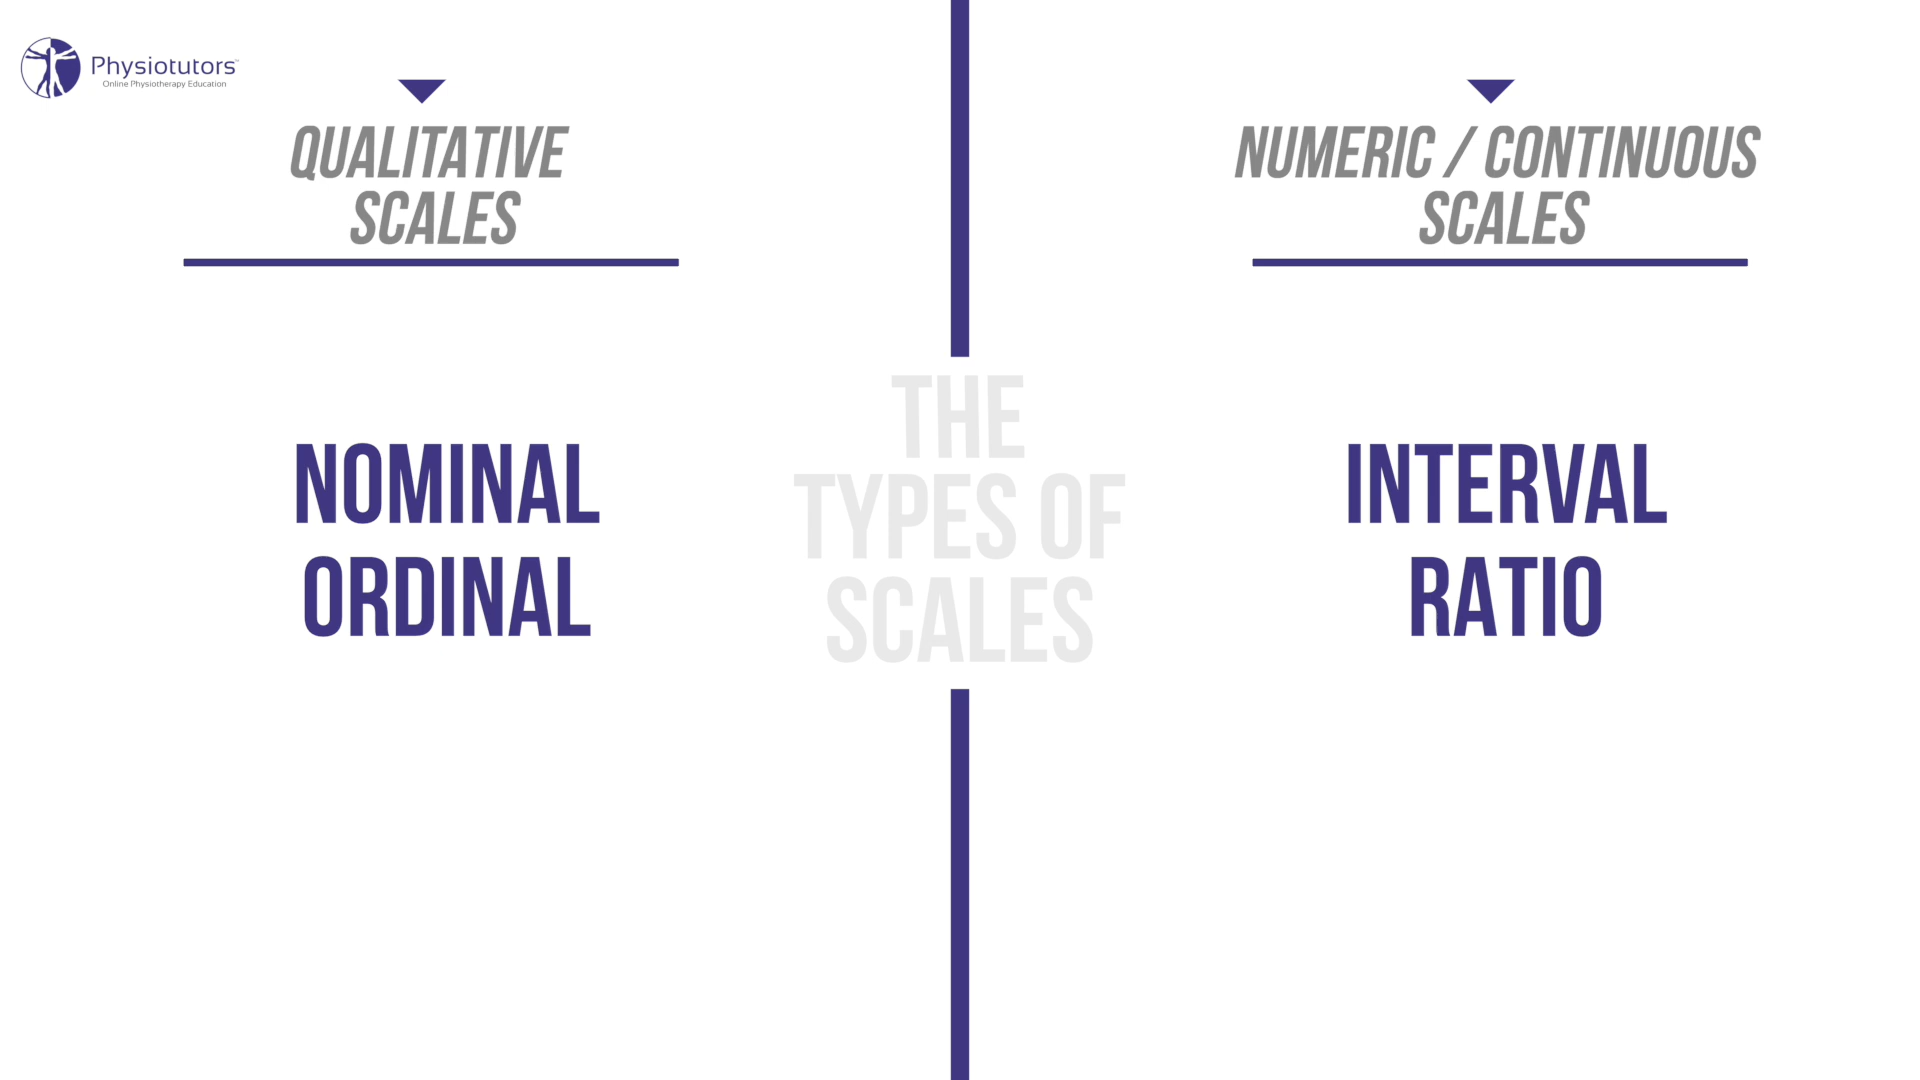 Physiotutors
Online Physiotherapy Education
QUALITATIVE
SCALES
NOMINAL
ORDINAL
THE
TYPES OF
SCALES
NUMERIC / CONTINUOUS
SCALES
INTERVAL
RATIO